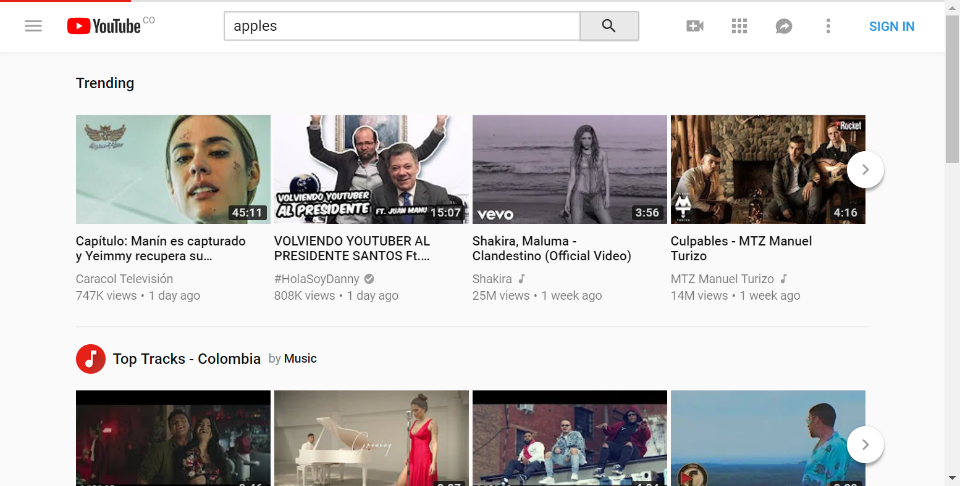 YouTube CO
apples
SIGN IN
Trending
45:11
VOLVIENDO YOUTUBER
AL PRESIDENTE FT. JUAN MANU
15:07
vevo
3:56
Rocket
4:16
Capítulo: Manín es capturado
y Yeimmy recupera su...
Caracol Televisión
747K views • 1 day ago
VOLVIENDO YOUTUBER AL
PRESIDENTE SANTOS Ft....
#HolaSoyDanny
808K views • 1 day ago
Shakira, Maluma -
Clandestino (Official Video)
Shakira
25M views • 1 week ago
Culpables - MTZ Manuel
Turizo
MTZ Manuel Turizo
14M views • 1 week ago
Top Tracks - Colombia by Music